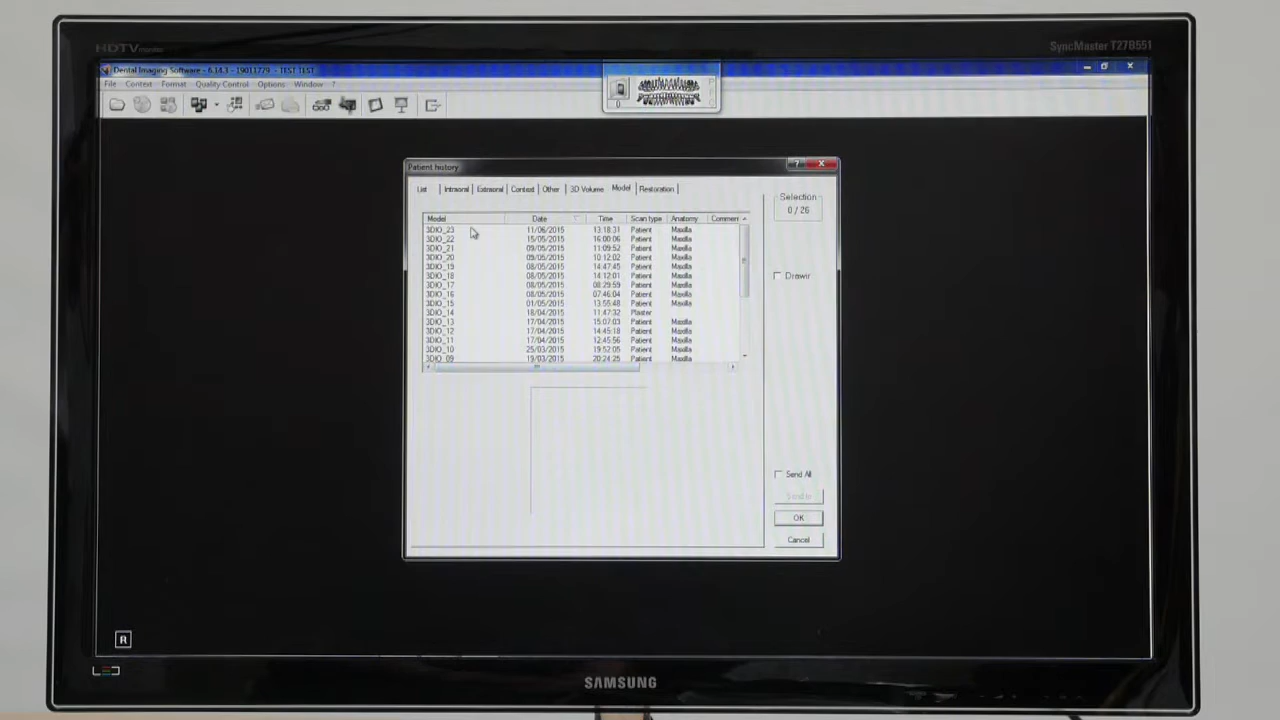 HDTV monitor
SyncMaster T27B551
Dental Imaging Software - 6.14.3 - 19011779 - TEST TEST
File Context Format Quality Control Options Window ?
0
Patient history
List Intraoral Extraoral Context Other 3D Volume Model Restoration
Selection
0 / 26
Model Date Time Scan type Anatomy Commen
3DIO_23 11/06/2015 13:18:31 Patient Maxilla
3DIO_22 15/05/2015 16:00:06 Patient Maxilla
3DIO_21 09/05/2015 11:09:52 Patient Maxilla
3DIO_20 09/05/2015 10:12:02 Patient Maxilla
3DIO_19 08/05/2015 14:47:45 Patient Maxilla
3DIO_18 08/05/2015 14:12:01 Patient Maxilla
3DIO_17 08/05/2015 08:29:59 Patient Maxilla
3DIO_16 08/05/2015 07:46:04 Patient Maxilla
3DIO_15 01/05/2015 13:55:48 Patient Maxilla
3DIO_14 18/04/2015 11:47:32 Plaster
3DIO_13 17/04/2015 15:07:03 Patient Maxilla
3DIO_12 17/04/2015 14:45:18 Patient Maxilla
3DIO_11 17/04/2015 12:45:56 Patient Maxilla
3DIO_10 25/03/2015 19:52:05 Patient Maxilla
3DIO_09 19/03/2015 20:24:25 Patient Maxilla
Drawin
Send All
Send to
OK
Cancel
R
SAMSUNG